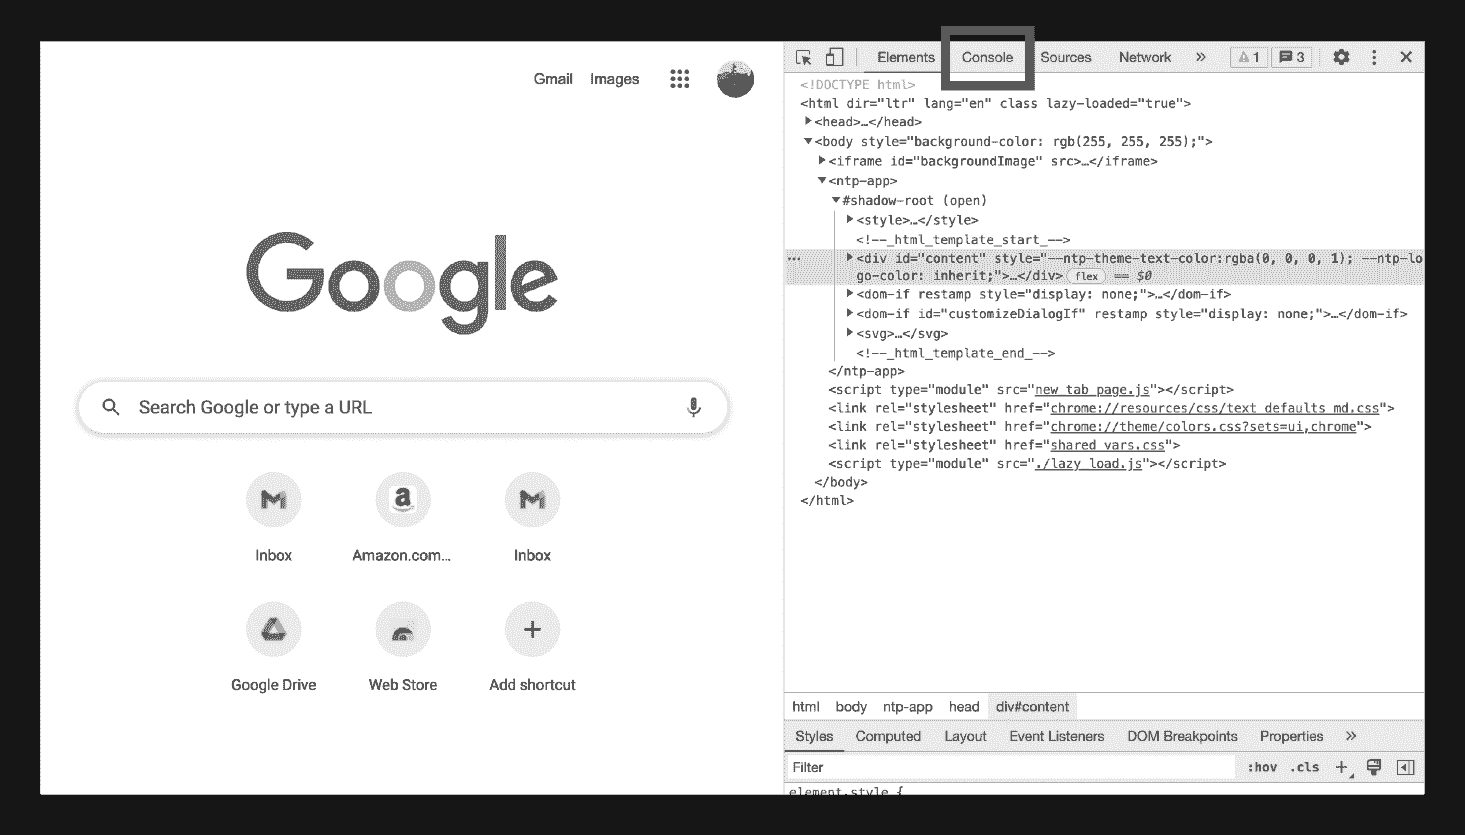 Gmail Images
Google
Search Google or type a URL
Inbox
Amazon.com...
Inbox
Google Drive
Web Store
Add shortcut
Elements Console Sources Network » 1 3
<!DOCTYPE html>
<html dir="ltr" lang="en" class lazy-loaded="true">
<head>…</head>
<body style="background-color: rgb(255, 255, 255);">
<iframe id="backgroundImage" src>…</iframe>
<ntp-app>
#shadow-root (open)
<style>…</style>
<!--_html_template_start_-->
<div id="content" style="--ntp-theme-text-color:rgba(0, 0, 0, 1); --ntp-lo
go-color: inherit;">…</div> flex == $0
<dom-if restamp style="display: none;">…</dom-if>
<dom-if id="customizeDialogIf" restamp style="display: none;">…</dom-if>
<svg>…</svg>
<!--_html_template_end_-->
</ntp-app>
<script type="module" src="new_tab_page.js"></script>
<link rel="stylesheet" href="chrome://resources/css/text_defaults_md.css">
<link rel="stylesheet" href="chrome://theme/colors.css?sets=ui,chrome">
<link rel="stylesheet" href="shared_vars.css">
<script type="module" src="./lazy_load.js"></script>
</body>
</html>
html body ntp-app head div#content
Styles Computed Layout Event Listeners DOM Breakpoints Properties »
Filter :hov .cls +
element.style {